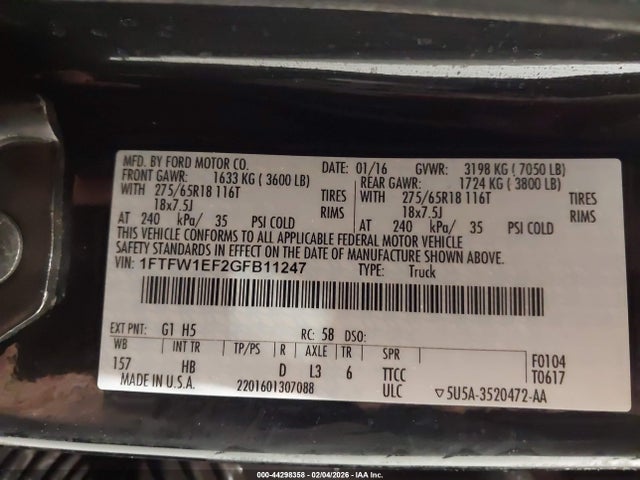 MFD. BY FORD MOTOR CO. DATE: 01/16 GVWR: 3198 KG ( 7050 LB)
FRONT GAWR: 1633 KG ( 3600 LB) REAR GAWR: 1724 KG ( 3800 LB)
WITH 275/65R18 116T TIRES WITH 275/65R18 116T TIRES
18x7.5J RIMS 18x7.5J RIMS
AT 240 kPa/ 35 PSI COLD AT 240 kPa/ 35 PSI COLD
THIS VEHICLE CONFORMS TO ALL APPLICABLE FEDERAL MOTOR VEHICLE
SAFETY STANDARDS IN EFFECT ON THE DATE OF MANUFACTURE SHOWN ABOVE.
VIN: 1FTFW1EF2GFB11247 TYPE: Truck
EXT PNT: G1 H5 RC: 58 DSO:
WB INT TR TP/PS R AXLE TR SPR F0104
157 HB D L3 6 TTCC T0617
MADE IN U.S.A. 2201601307088 ULC ▽5U5A-3520472-AA
000-44298358 - 02/04/2026 - IAA Inc.